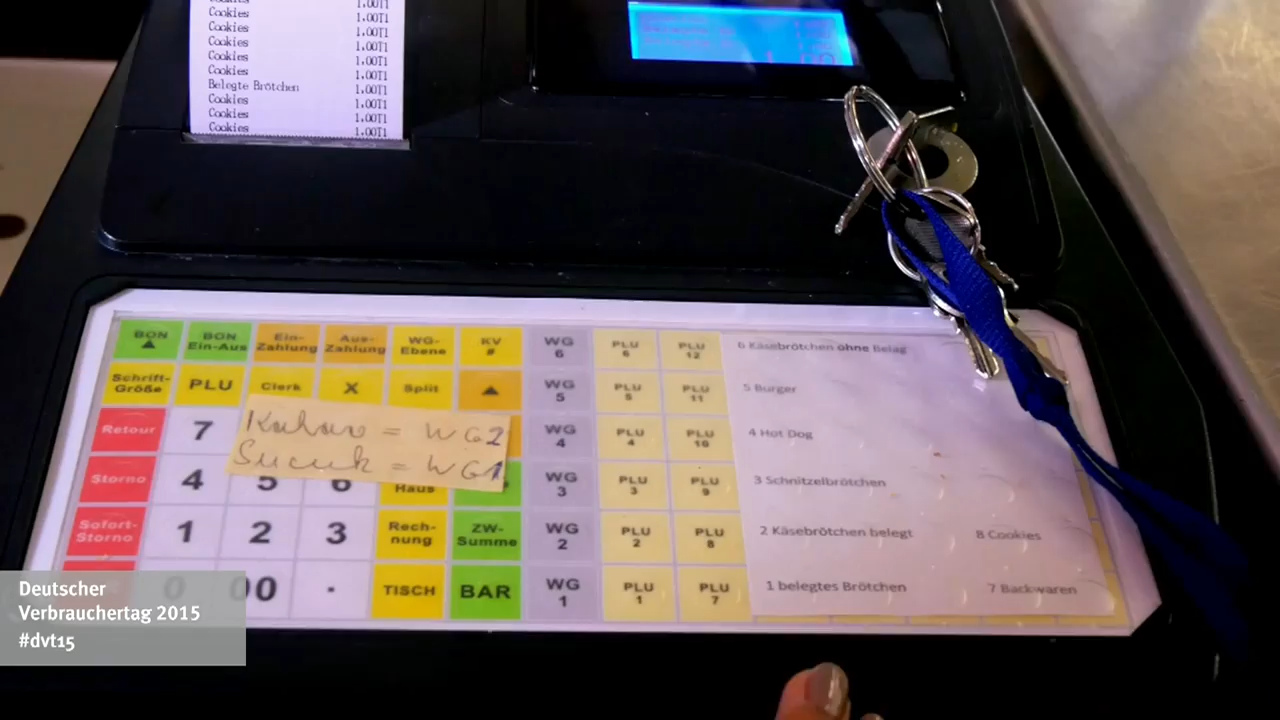 Cookies 1.00T1
Cookies 1.00T1
Cookies 1.00T1
Cookies 1.00T1
Cookies 1.00T1
Cookies 1.00T1
Belegte Brötchen 1.00T1
Cookies 1.00T1
Cookies 1.00T1
Cookies 1.00T1
BON ▲ BON Ein-Aus Ein-Zahlung Aus-Zahlung WG-Ebene KV # WG 6 PLU 6 PLU 12 6 Käsebrötchen ohne Belag
Schrift-Größe PLU Clerk X Split ▲ WG 5 PLU 5 PLU 11 5 Burger
Retour 7 WG 4 PLU 4 PLU 10 4 Hot Dog
= WG2
Sucuk = WG1
Storno 4 5 6 Haus WG 3 PLU 3 PLU 9 3 Schnitzelbrötchen
Sofort-Storno 1 2 3 Rech-nung ZW-Summe WG 2 PLU 2 PLU 8 2 Käsebrötchen belegt 8 Cookies
0 00 . TISCH BAR WG 1 PLU 1 PLU 7 1 belegtes Brötchen 7 Backwaren
Deutscher
Verbrauchertag 2015
#dvt15